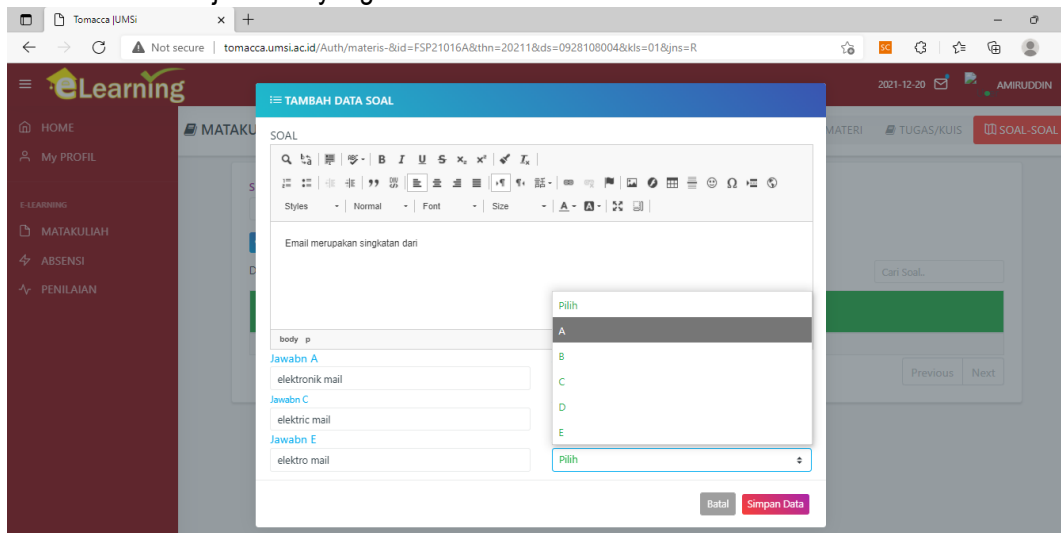 Tomacca |UMSi
Not secure | tomacca.umsi.ac.id/Auth/materis-&id=FSP21016A&thn=20211&ds=0928108004&kls=01&jns=R
eLearning
2021-12-20 AMIRUDDIN
TAMBAH DATA SOAL
HOME
MATAKU
MATERI TUGAS/KUIS SOAL-SOAL
My PROFIL
SOAL
B I U S
E-LEARNING
Styles Normal Font Size
MATAKULIAH
Email merupakan singkatan dari
ABSENSI
Cari Soal..
PENILAIAN
Pilih
A
body p
B
Jawabn A
elektronik mail
C
Previous Next
Jawabn C
D
elektric mail
E
Jawabn E
elektro mail
Pilih
Batal Simpan Data